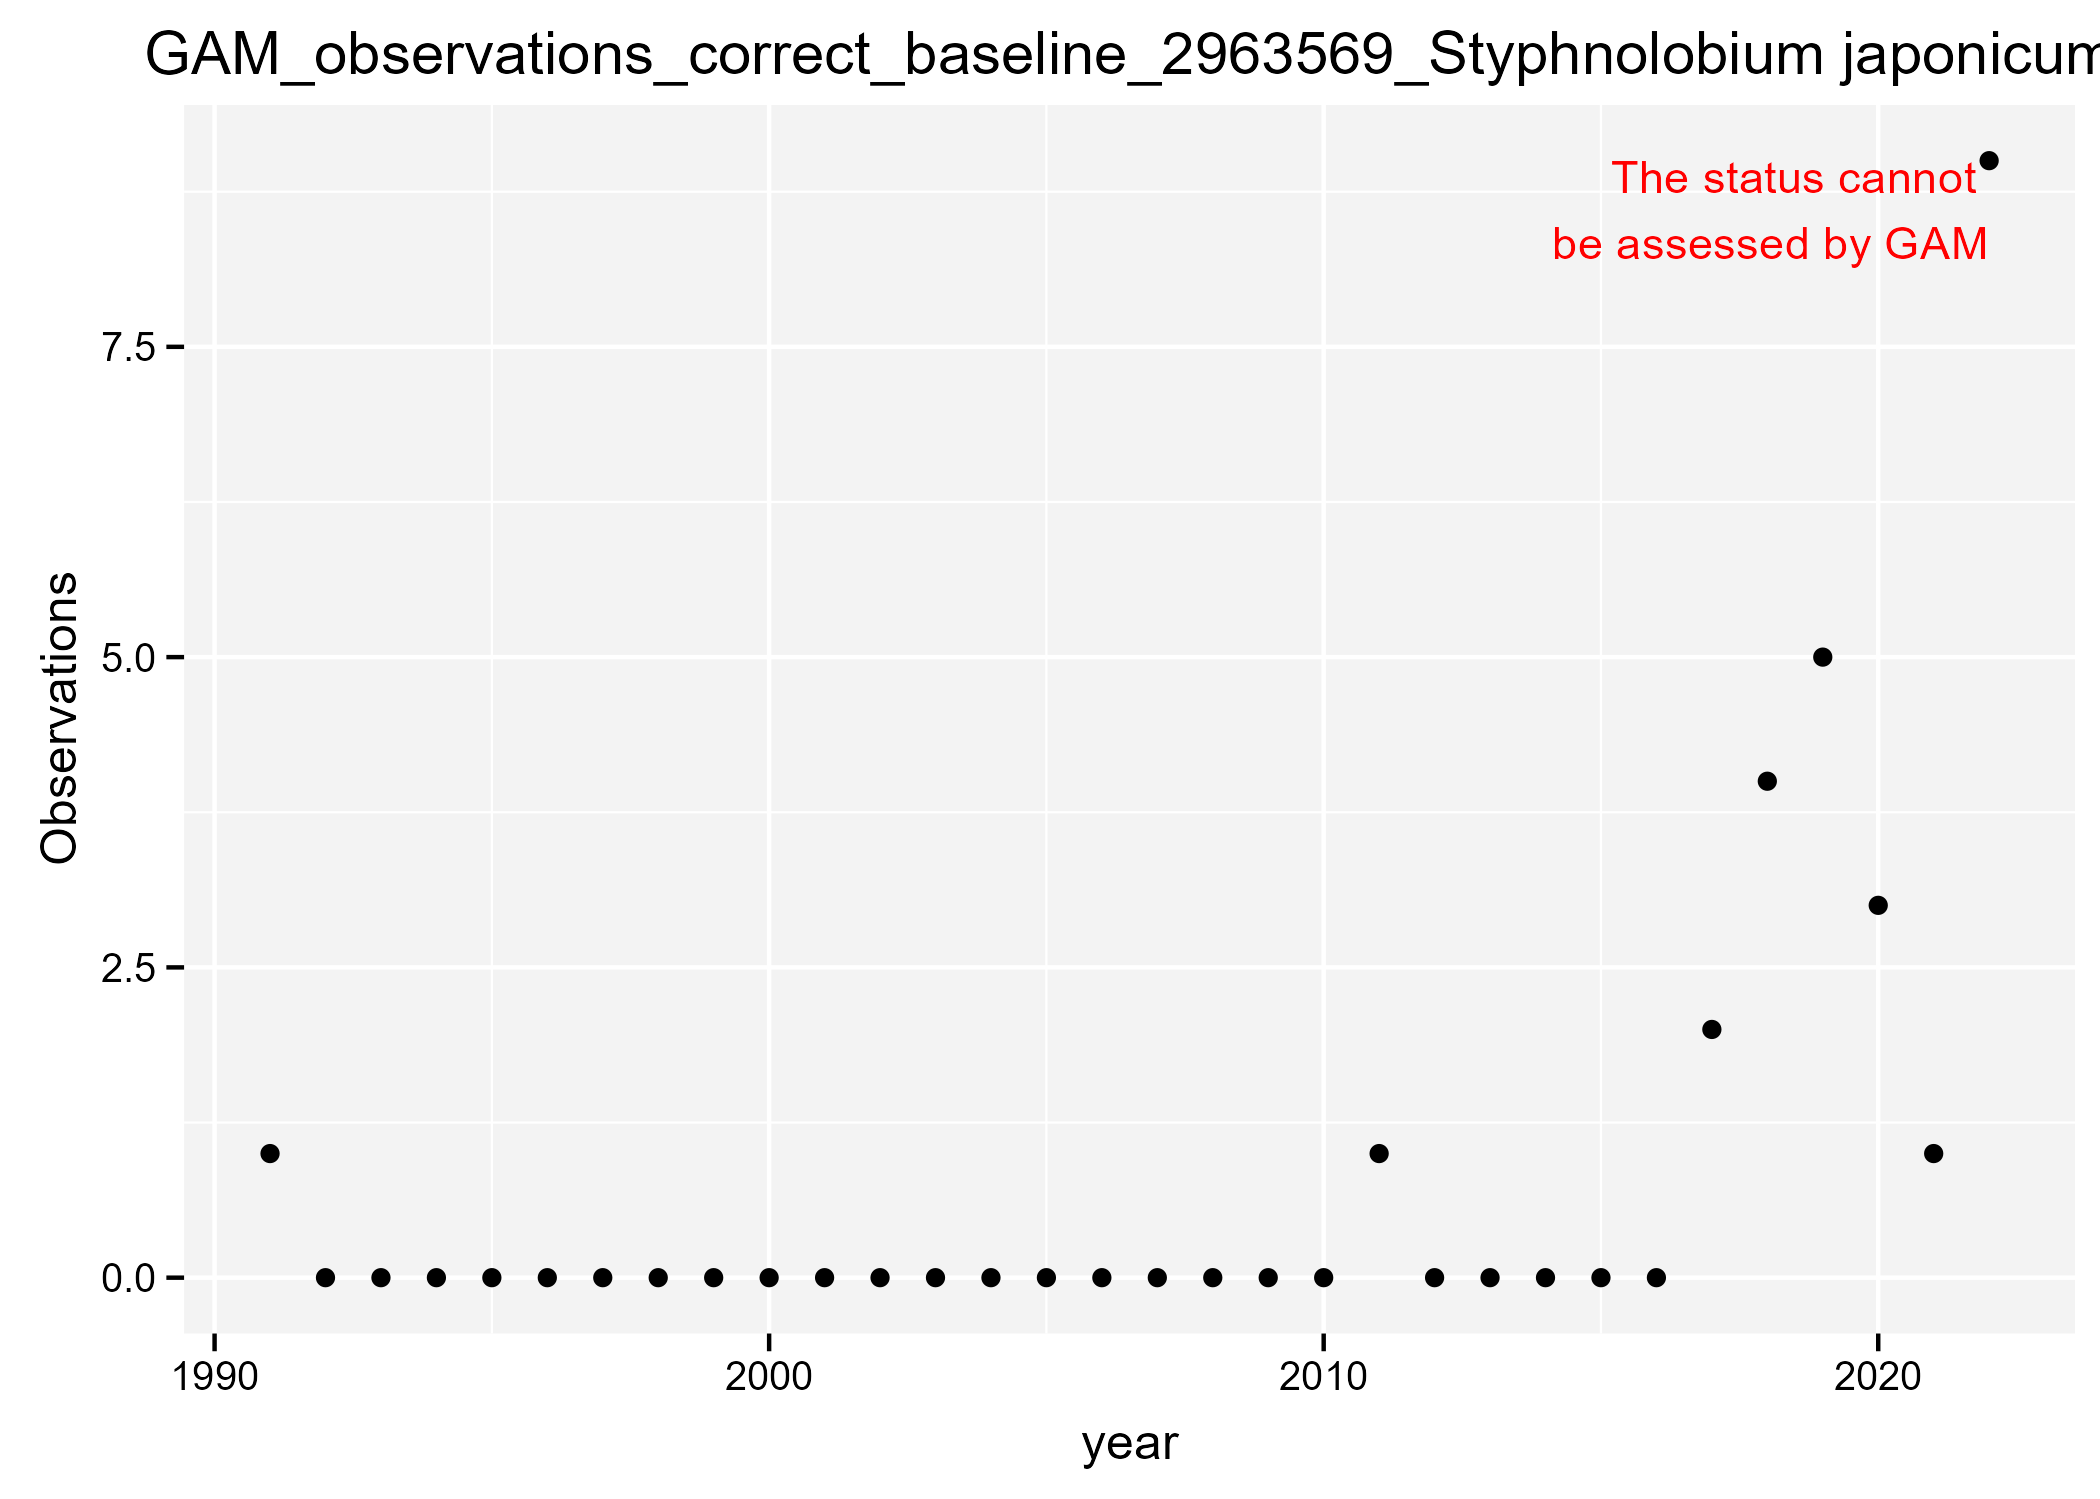 GAM_observations_correct_baseline_2963569_Styphnolobium japonicum
The status cannot
be assessed by GAM
Observations
7.5
5.0
2.5
0.0
1990 2000 2010 2020
year